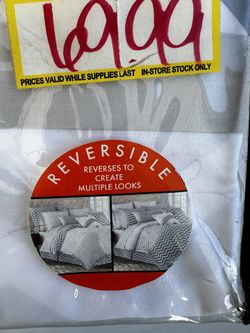 69.99
PRICES VALID WHILE SUPPLIES LAST IN-STORE STOCK ONLY
REVERSIBLE
REVERSES TO
CREATE
MULTIPLE LOOKS